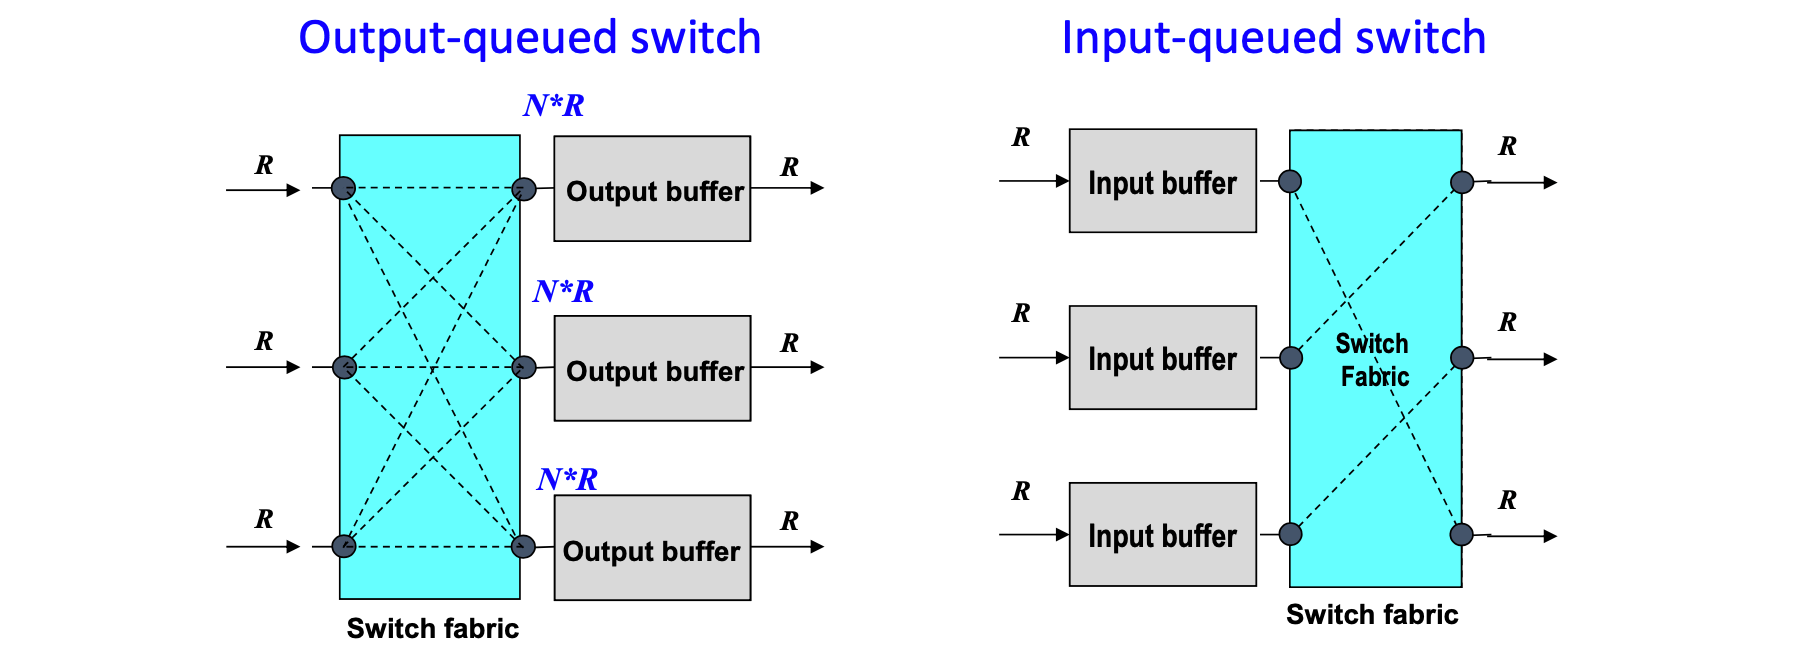 Output-queued switch
N*R
R
Output buffer
R
N*R
R
Output buffer
R
N*R
R
Output buffer
R
Switch fabric
Input-queued switch
R
Input buffer
R
R
Input buffer
Switch
Fabric
R
R
Input buffer
R
Switch fabric